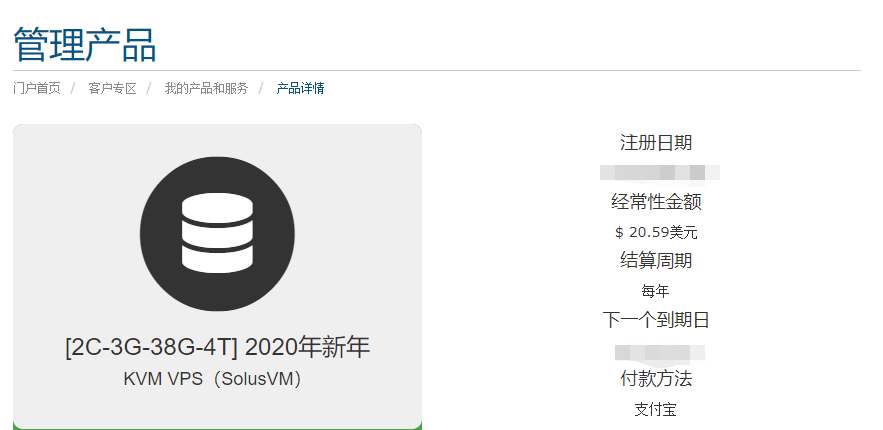 管理产品
门户首页 / 客户专区 / 我的产品和服务 / 产品详情
[2C-3G-38G-4T] 2020年新年
KVM VPS（SolusVM）
注册日期
经常性金额
$ 20.59美元
结算周期
每年
下一个到期日
付款方法
支付宝